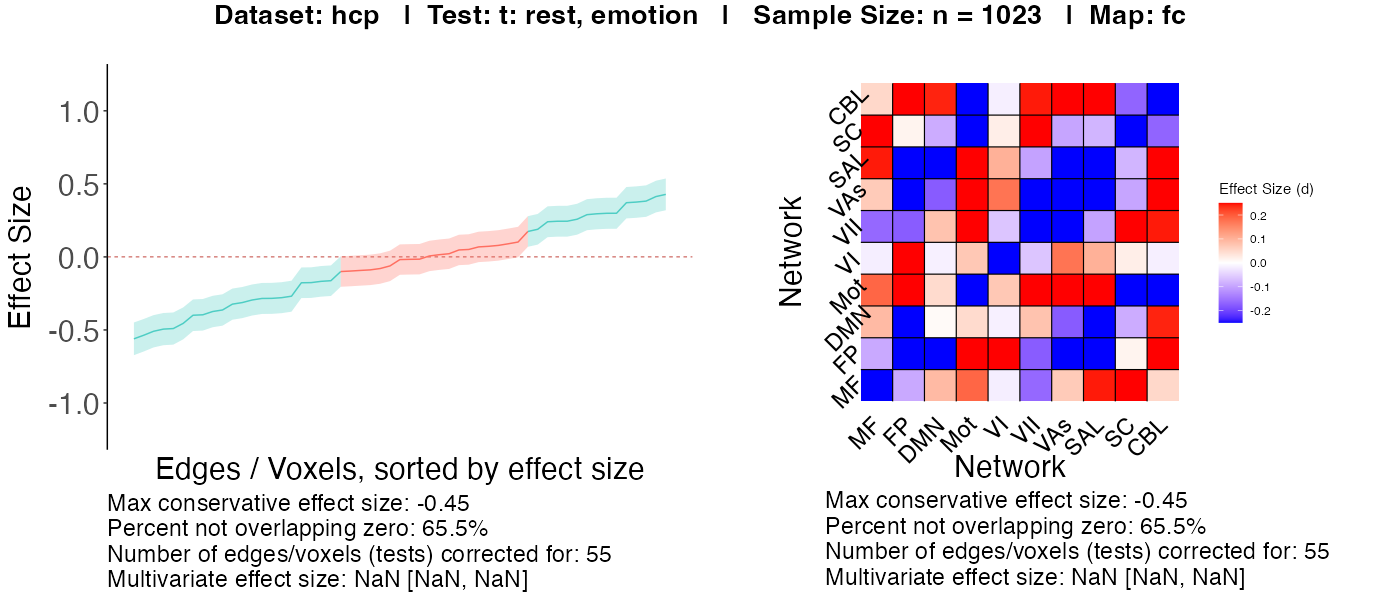 Dataset: hcp | Test: t: rest, emotion | Sample Size: n = 1023 | Map: fc
Effect Size
1.0
0.5
0.0
-0.5
-1.0
Edges / Voxels, sorted by effect size
Max conservative effect size: -0.45
Percent not overlapping zero: 65.5%
Number of edges/voxels (tests) corrected for: 55
Multivariate effect size: NaN [NaN, NaN]
Network
CBL
SC
SAL
VAs
VII
VI
Mot
DMN
FP
MF
MF FP DMN Mot VI VII VAs SAL SC CBL
Network
Effect Size (d)
0.2
0.1
0.0
-0.1
-0.2
Max conservative effect size: -0.45
Percent not overlapping zero: 65.5%
Number of edges/voxels (tests) corrected for: 55
Multivariate effect size: NaN [NaN, NaN]